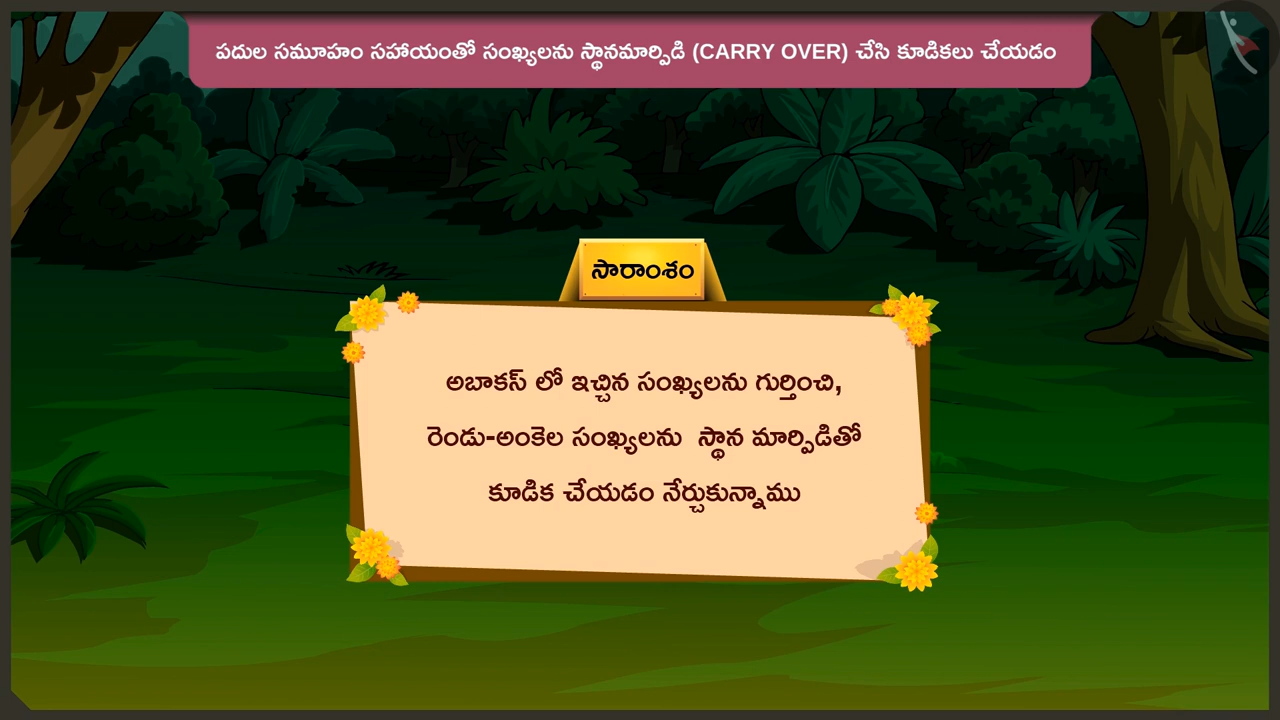 పదుల సమూహం సహాయంతో సంఖ్యలను స్థానమార్పిడి (CARRY OVER) చేసి కూడికలు చేయడం
సారాంశం
అబాకస్ లో ఇచ్చిన సంఖ్యలను గుర్తించి,
రెండు-అంకెల సంఖ్యలను స్థాన మార్పిడితో
కూడిక చేయడం నేర్చుకున్నాము